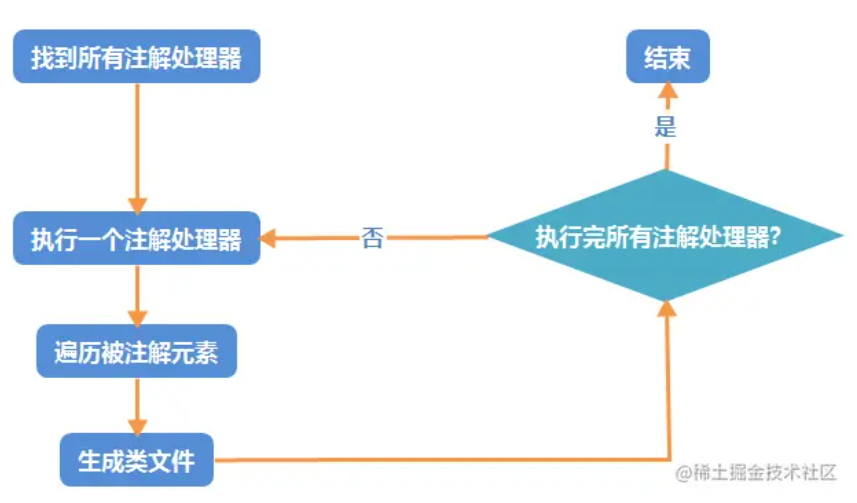 找到所有注解处理器
结束
是
执行一个注解处理器
否
执行完所有注解处理器?
遍历被注解元素
生成类文件
@稀土掘金技术社区